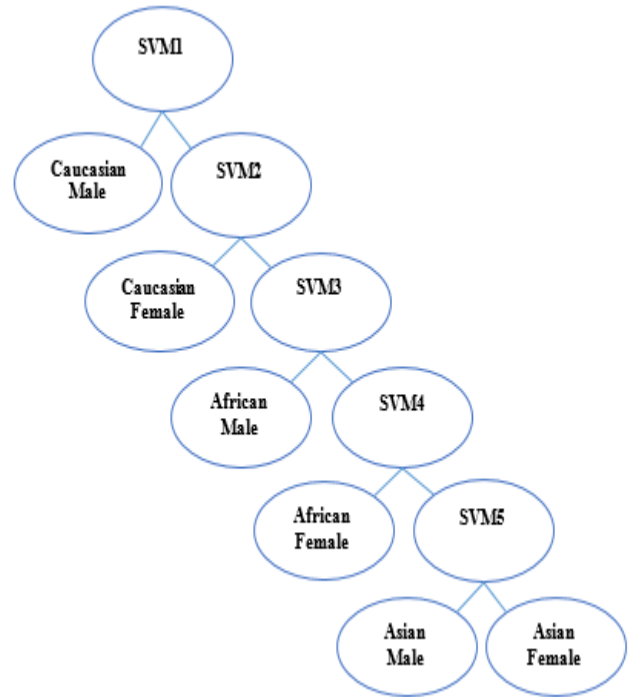 SVM1
Caucasian
Male
SVM2
Caucasian
Female
SVM3
African
Male
SVM4
African
Female
SVM5
Asian
Male
Asian
Female